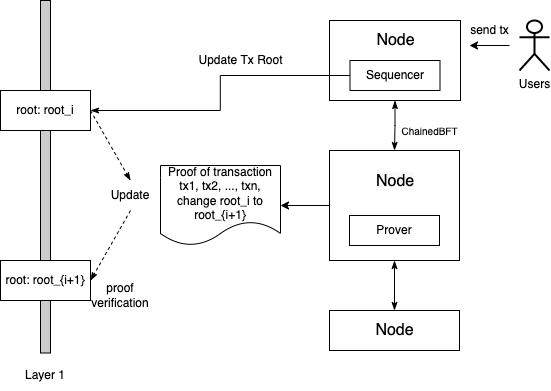 send tx
Node
Update Tx Root
Sequencer
Users
root: root_i
ChainedBFT
Proof of transaction
tx1, tx2, ..., txn,
change root_i to
root_{i+1}
Node
Update
Prover
root: root_{i+1}
proof
verification
Node
Layer 1